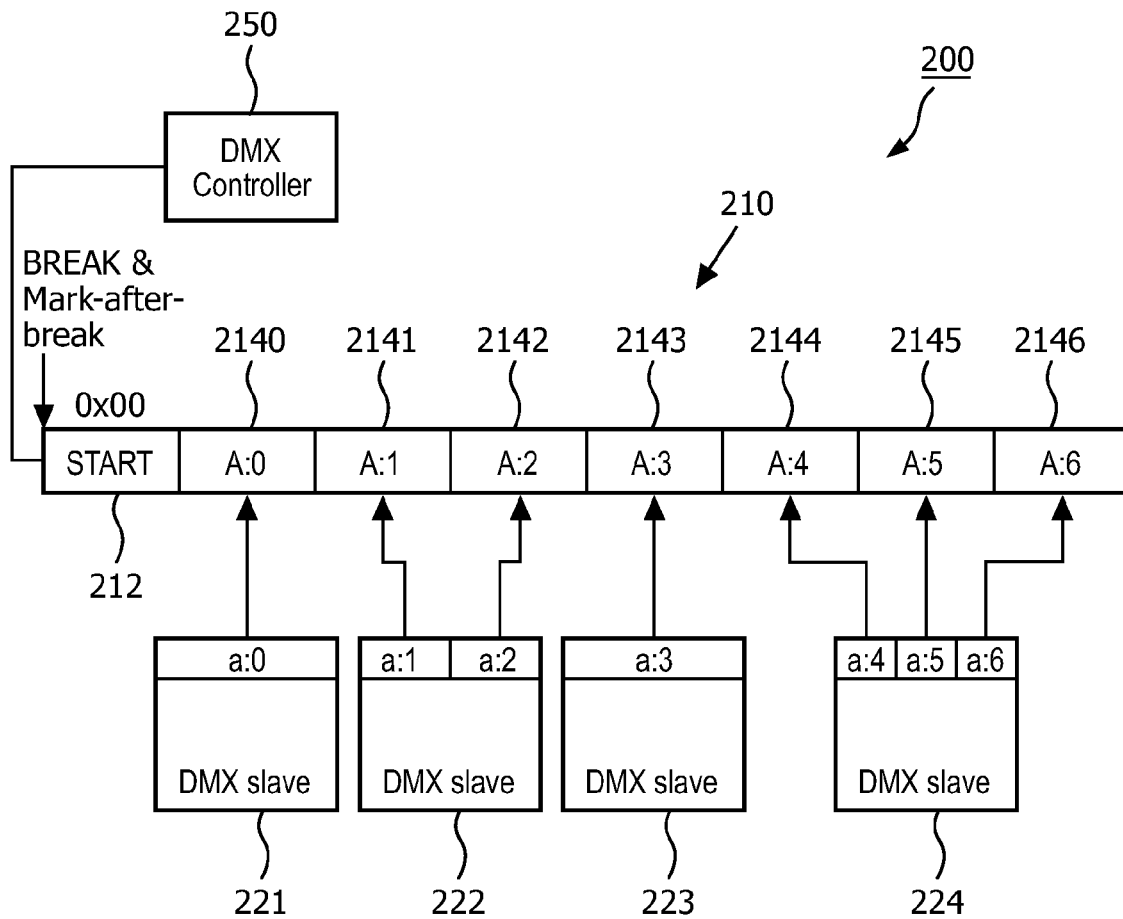 250
200
DMX
Controller
210
BREAK &
Mark-after-
break
2140 2141 2142 2143 2144 2145 2146
0x00
START A:0 A:1 A:2 A:3 A:4 A:5 A:6
212
a:0 a:1 a:2 a:3 a:4 a:5 a:6
DMX slave DMX slave DMX slave DMX slave
221 222 223 224